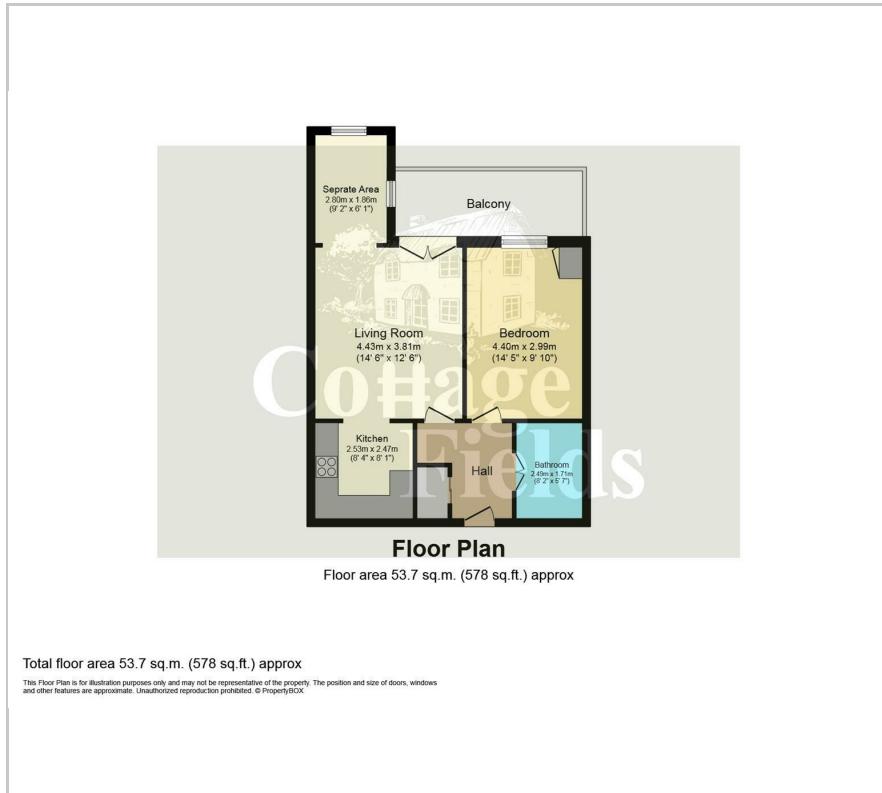 Seprate Area
2.80m x 1.86m
(9' 2" x 6' 1")
Balcony
Living Room
4.43m x 3.81m
(14' 6" x 12' 6")
Bedroom
4.40m x 2.99m
(14' 5" x 9' 10")
Cottage
Fields
Kitchen
2.53m x 2.47m
(8' 4" x 8' 1")
Hall
Bathroom
2.49m x 1.71m
(8' 2" x 5' 7")
Floor Plan
Floor area 53.7 sq.m. (578 sq.ft.) approx
Total floor area 53.7 sq.m. (578 sq.ft.) approx
This Floor Plan is for illustration purposes only and may not be representative of the property. The position and size of doors, windows
and other features are approximate. Unauthorized reproduction prohibited. © PropertyBOX